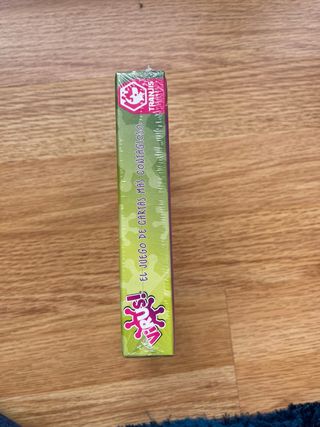 VIRUS!
EL JUEGO DE CARTAS MÁS CONTAGIOSO
TRANJIS